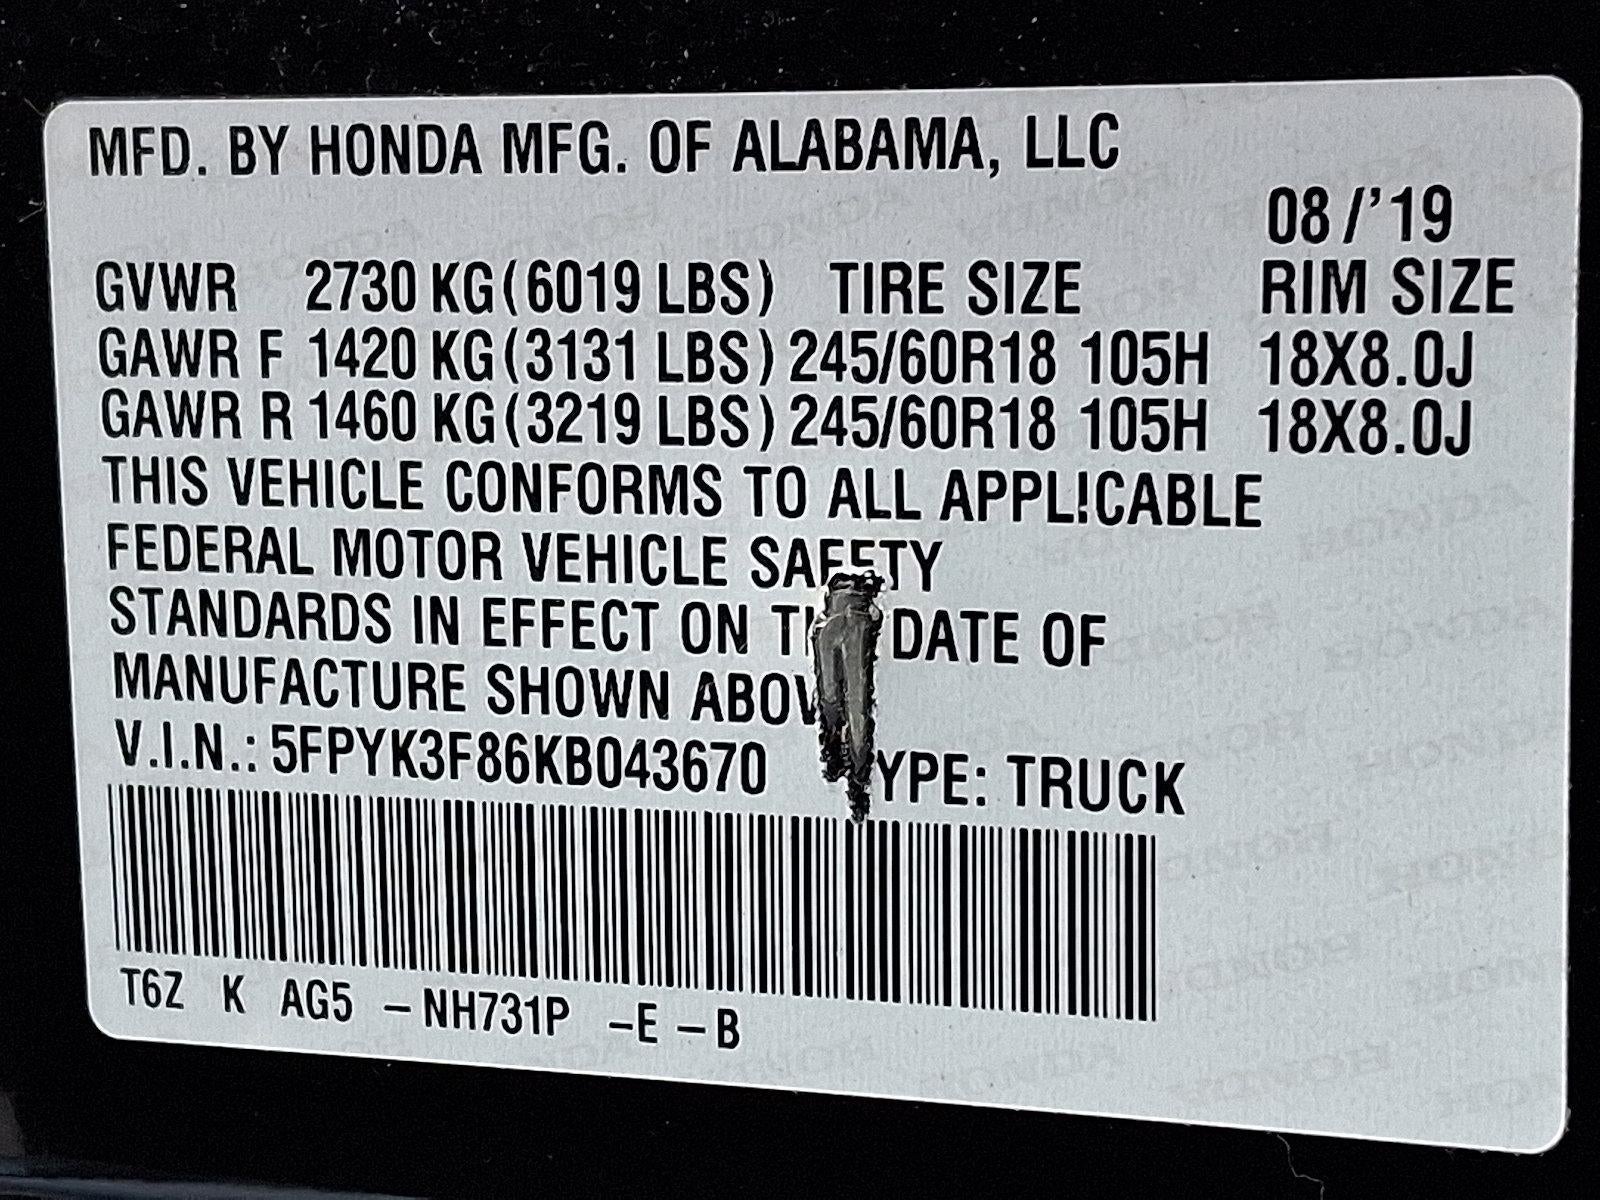 MFD. BY HONDA MFG. OF ALABAMA, LLC
08/'19
GVWR 2730 KG(6019 LBS) TIRE SIZE RIM SIZE
GAWR F 1420 KG(3131 LBS) 245/60R18 105H 18X8.0J
GAWR R 1460 KG(3219 LBS) 245/60R18 105H 18X8.0J
THIS VEHICLE CONFORMS TO ALL APPL!CABLE
FEDERAL MOTOR VEHICLE SAFETY
STANDARDS IN EFFECT ON DATE OF
MANUFACTURE SHOWN
V.I.N.: 5FPYK3F86KB043670 YPE: TRUCK
T6Z K AG5 -NH731P -E -B